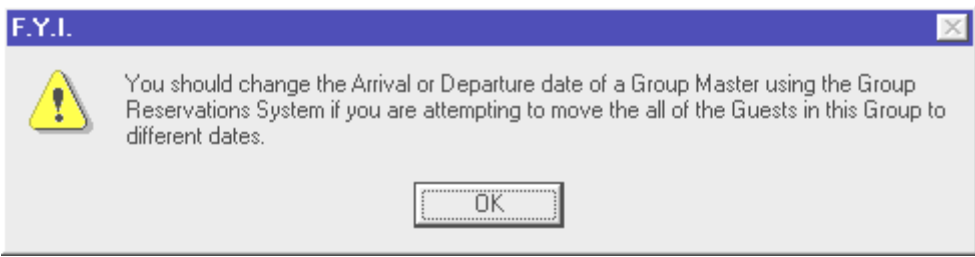 F.Y.I.
You should change the Arrival or Departure date of a Group Master using the Group
Reservations System if you are attempting to move the all of the Guests in this Group to
different dates.
OK